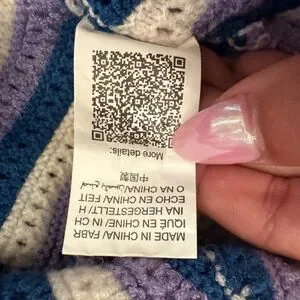 MADE IN CHINA/ FABR
IQUÉ EN CHINE/ IN CH
INA HERGESTELLT/ H
ECHO EN CHINA/ FEIT
O NA CHINA/
中国製
More details: